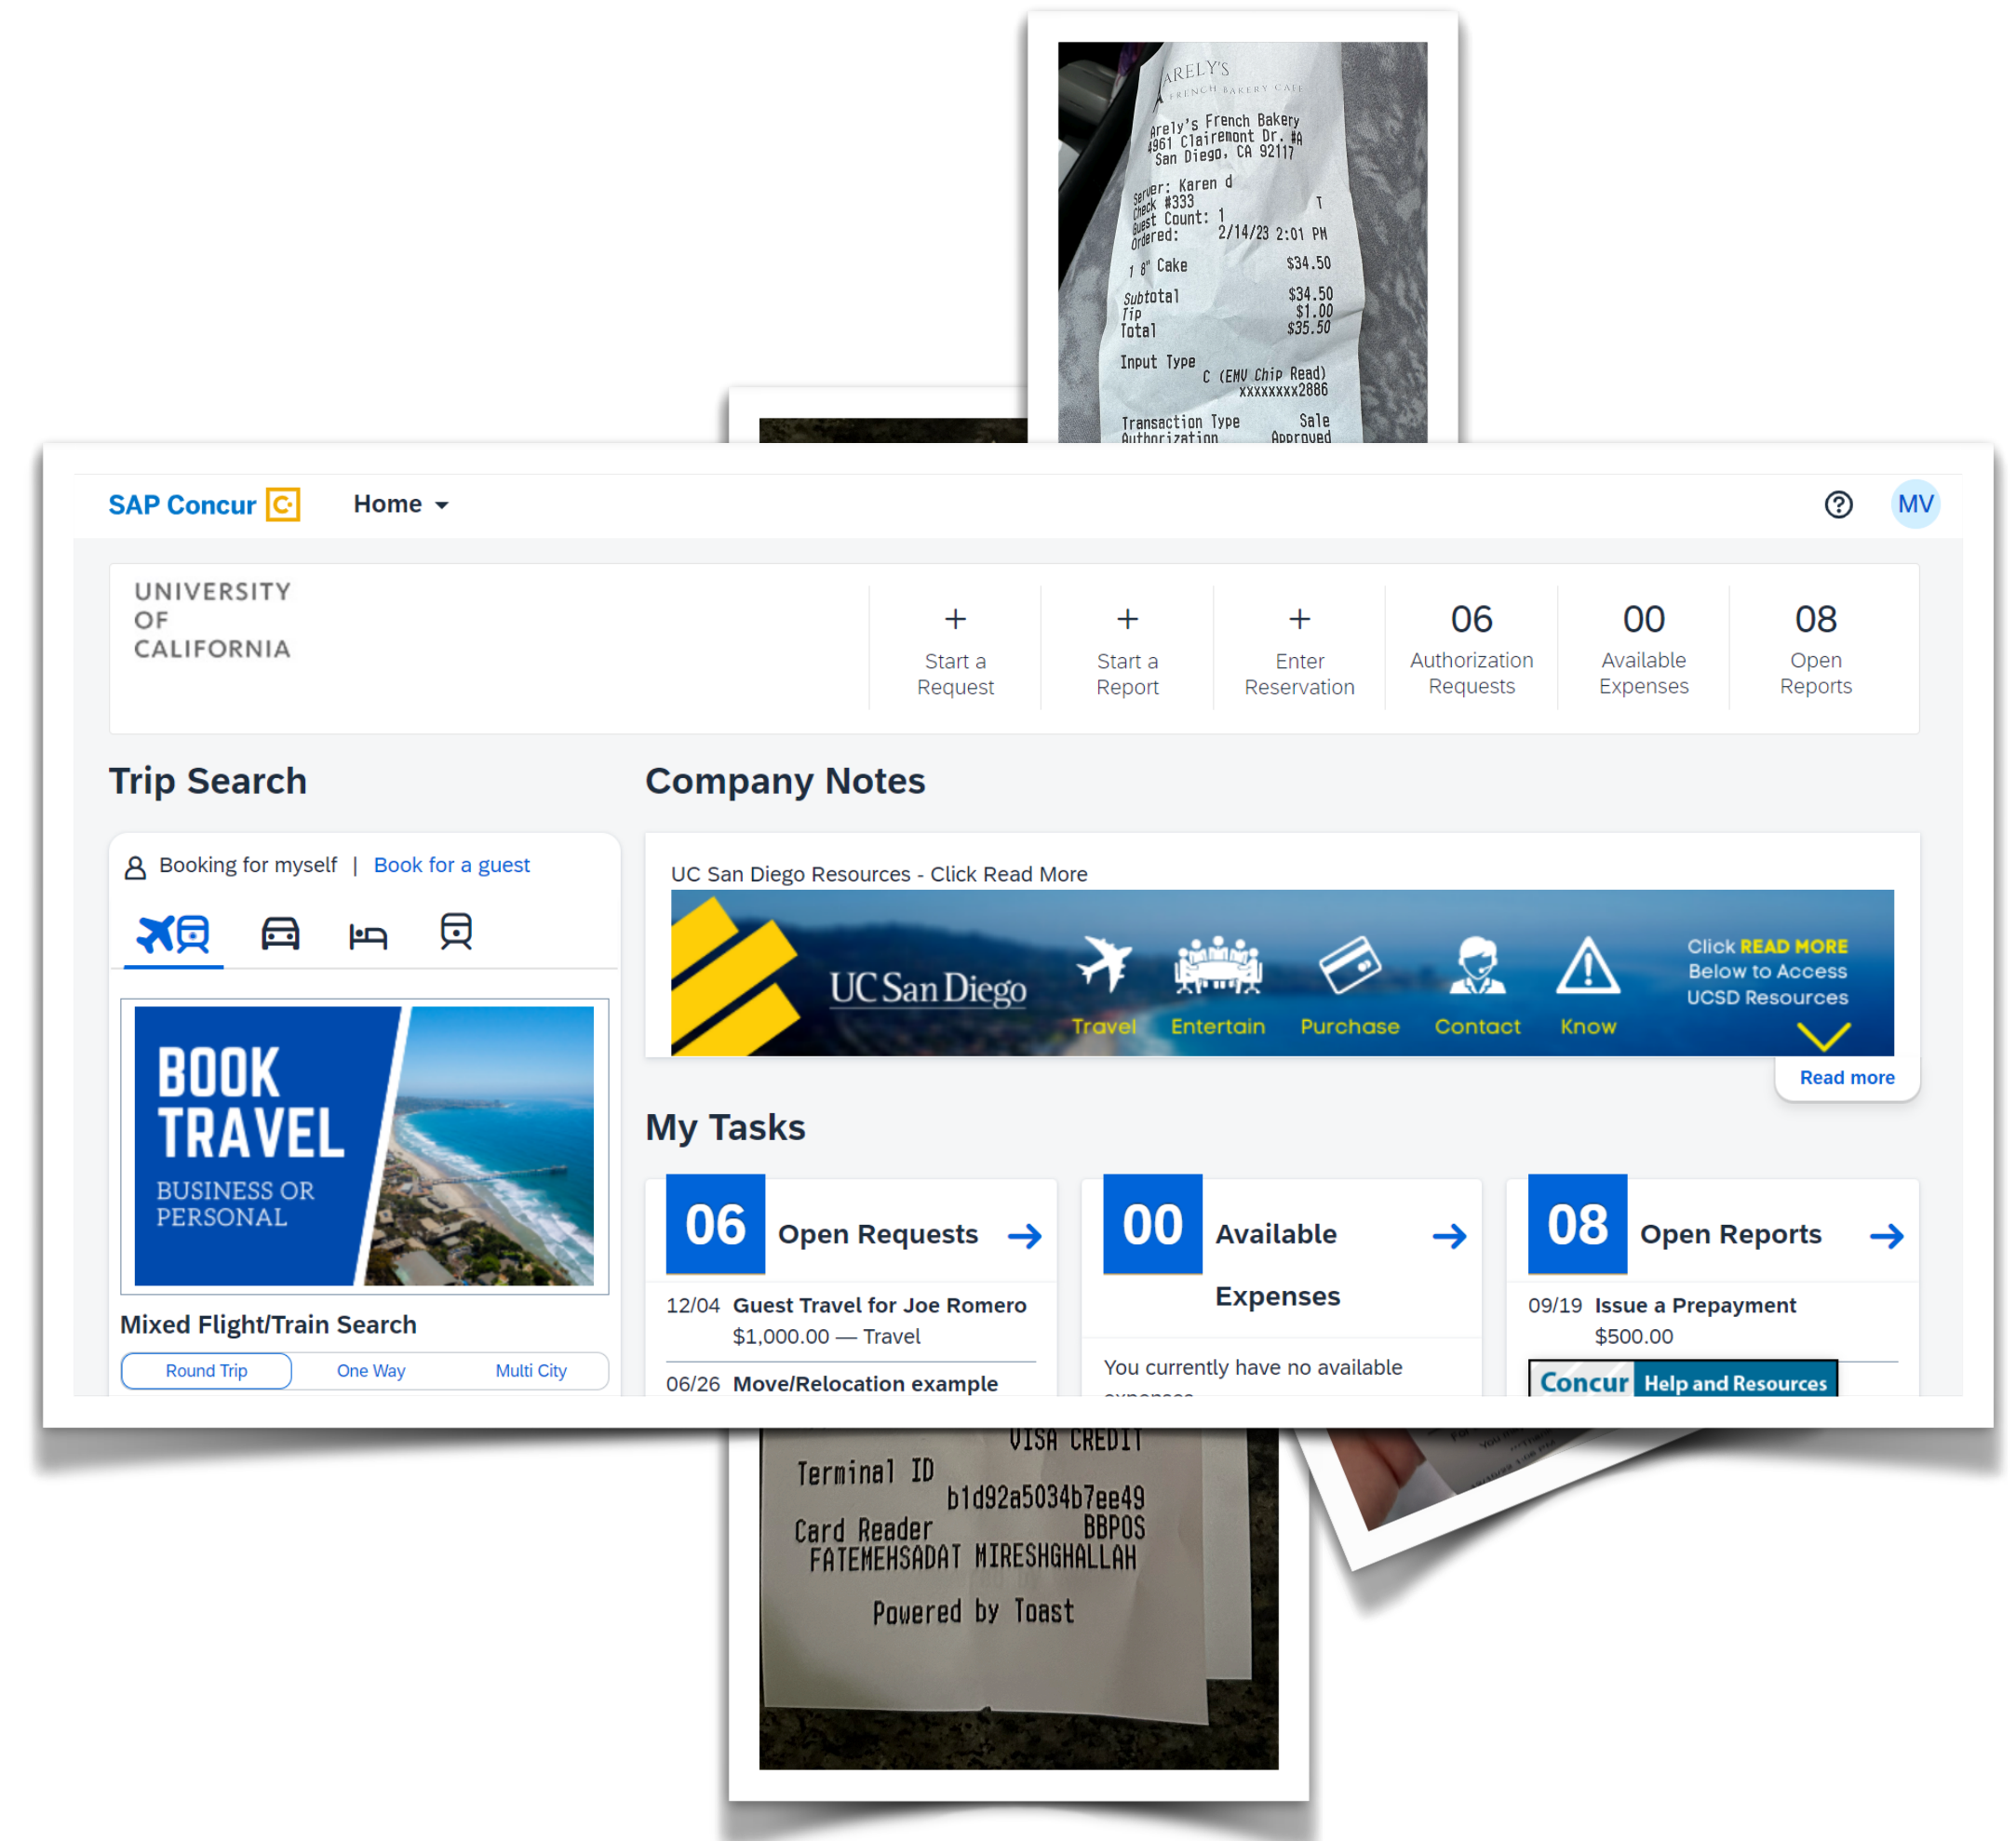 ARELY'S
FRENCH BAKERY CAFE
Arely's French Bakery
4961 Clairemont Dr. #A
San Diego, CA 92117
Server: Karen d
Check #333 T
Guest Count: 1
Ordered: 2/14/23 2:01 PM
1 8" Cake $34.50
Subtotal $34.50
Tip $1.00
Total $35.50
Input Type
C (EMV Chip Read)
xxxxxxxx2886
Transaction Type Sale
Authorization Approved
SAP Concur C Home MV
UNIVERSITY
OF
CALIFORNIA
+ Start a Request
+ Start a Report
+ Enter Reservation
06 Authorization Requests
00 Available Expenses
08 Open Reports
Trip Search
Booking for myself | Book for a guest
BOOK
TRAVEL
BUSINESS OR
PERSONAL
Mixed Flight/Train Search
Round Trip One Way Multi City
Company Notes
UC San Diego Resources - Click Read More
UC San Diego
Travel Entertain Purchase Contact Know
Click READ MORE
Below to Access
UCSD Resources
Read more
My Tasks
06 Open Requests
12/04 Guest Travel for Joe Romero
$1,000.00 — Travel
06/26 Move/Relocation example
00 Available
Expenses
You currently have no available
expenses
08 Open Reports
09/19 Issue a Prepayment
$500.00
Concur Help and Resources
VISA CREDIT
Terminal ID
b1d92a5034b7ee49
Card Reader BBPOS
FATEMEHSADAT MIRESHGHALLAH
Powered by Toast